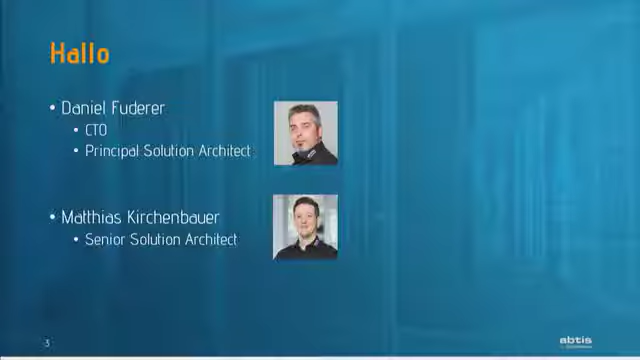 Hallo
• Daniel Fuderer
• CTO
• Principal Solution Architect
• Matthias Kirchenbauer
• Senior Solution Architect
3
abtis